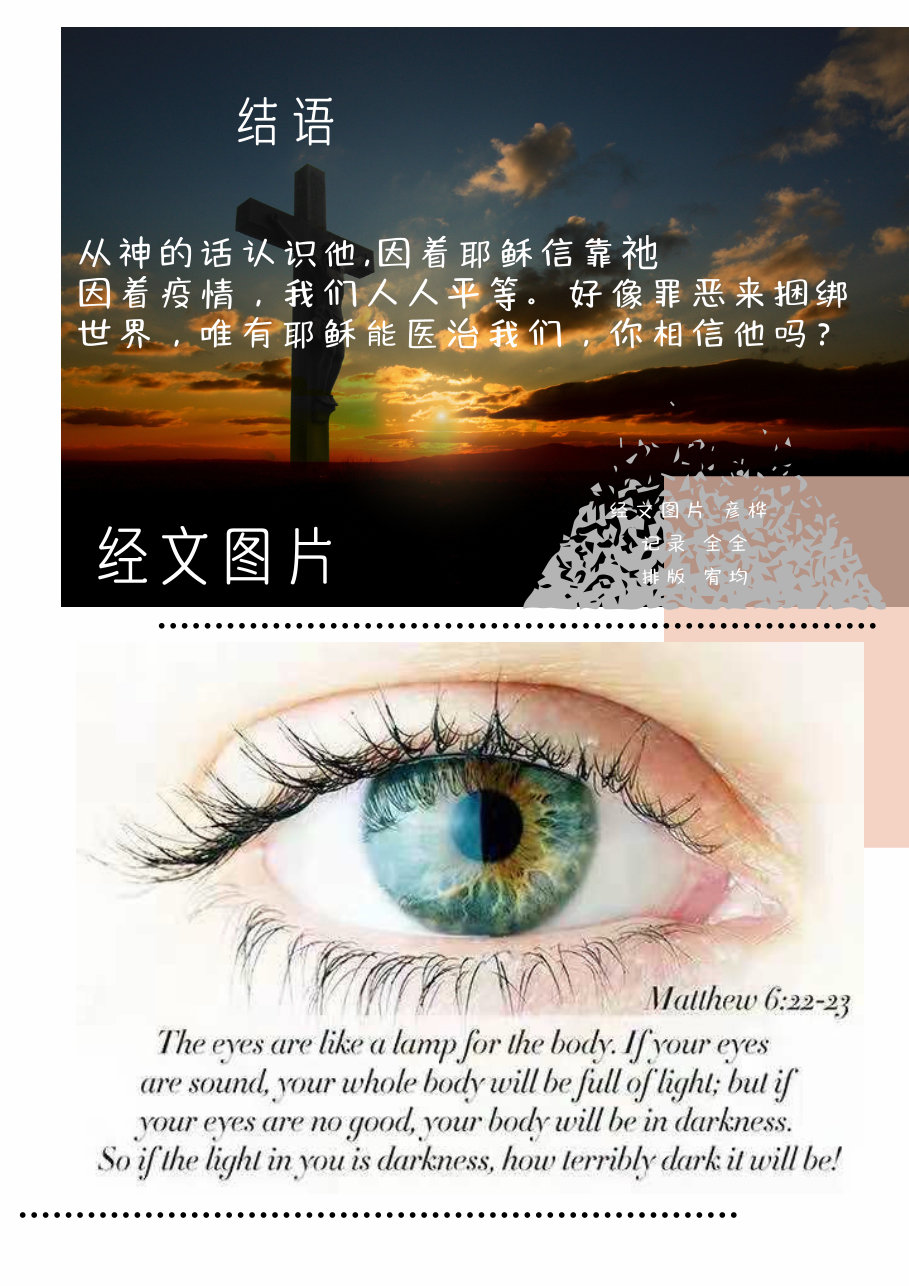 结语
从神的话认识他,因着耶稣信靠祂
因着疫情，我们人人平等。好像罪恶来捆绑
世界，唯有耶稣能医治我们，你相信他吗？
经文图片 彦桦
记录 全全
排版 宥均
经文图片
Matthew 6:22-23
The eyes are like a lamp for the body. If your eyes
are sound, your whole body will be full of light; but if
your eyes are no good, your body will be in darkness.
So if the light in you is darkness, how terribly dark it will be!